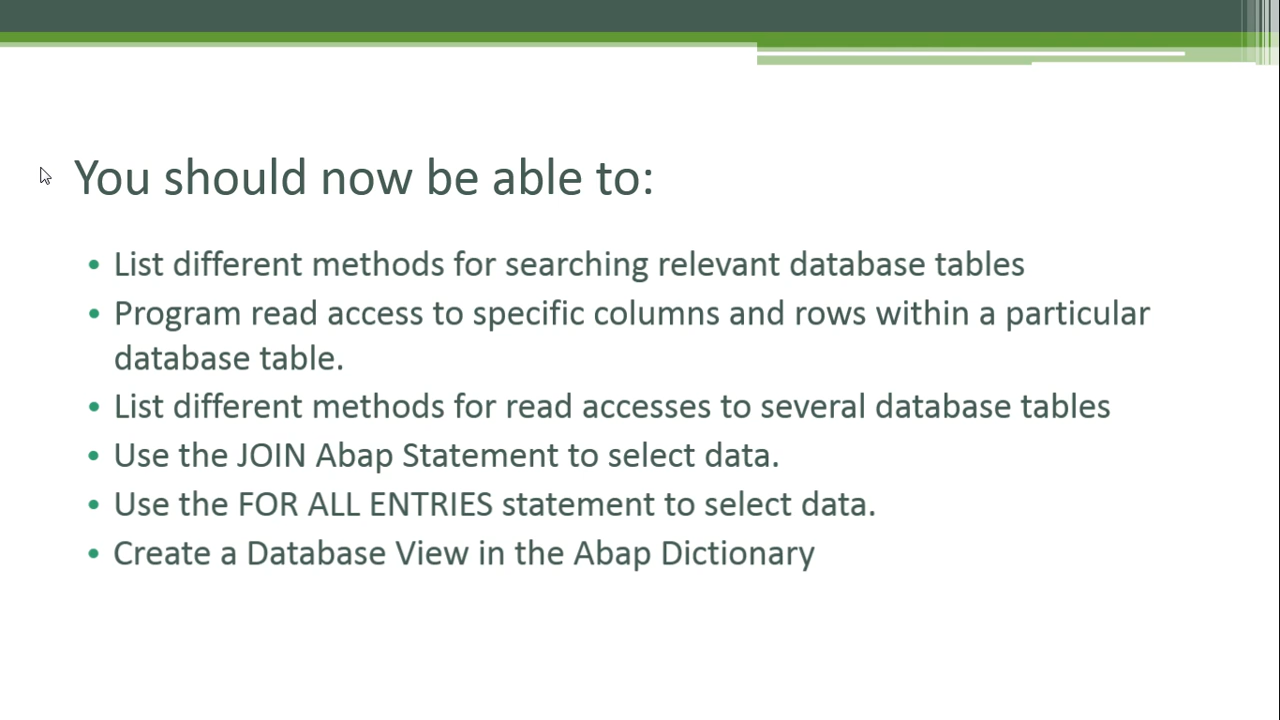 You should now be able to:
• List different methods for searching relevant database tables
• Program read access to specific columns and rows within a particular
database table.
• List different methods for read accesses to several database tables
• Use the JOIN Abap Statement to select data.
• Use the FOR ALL ENTRIES statement to select data.
• Create a Database View in the Abap Dictionary